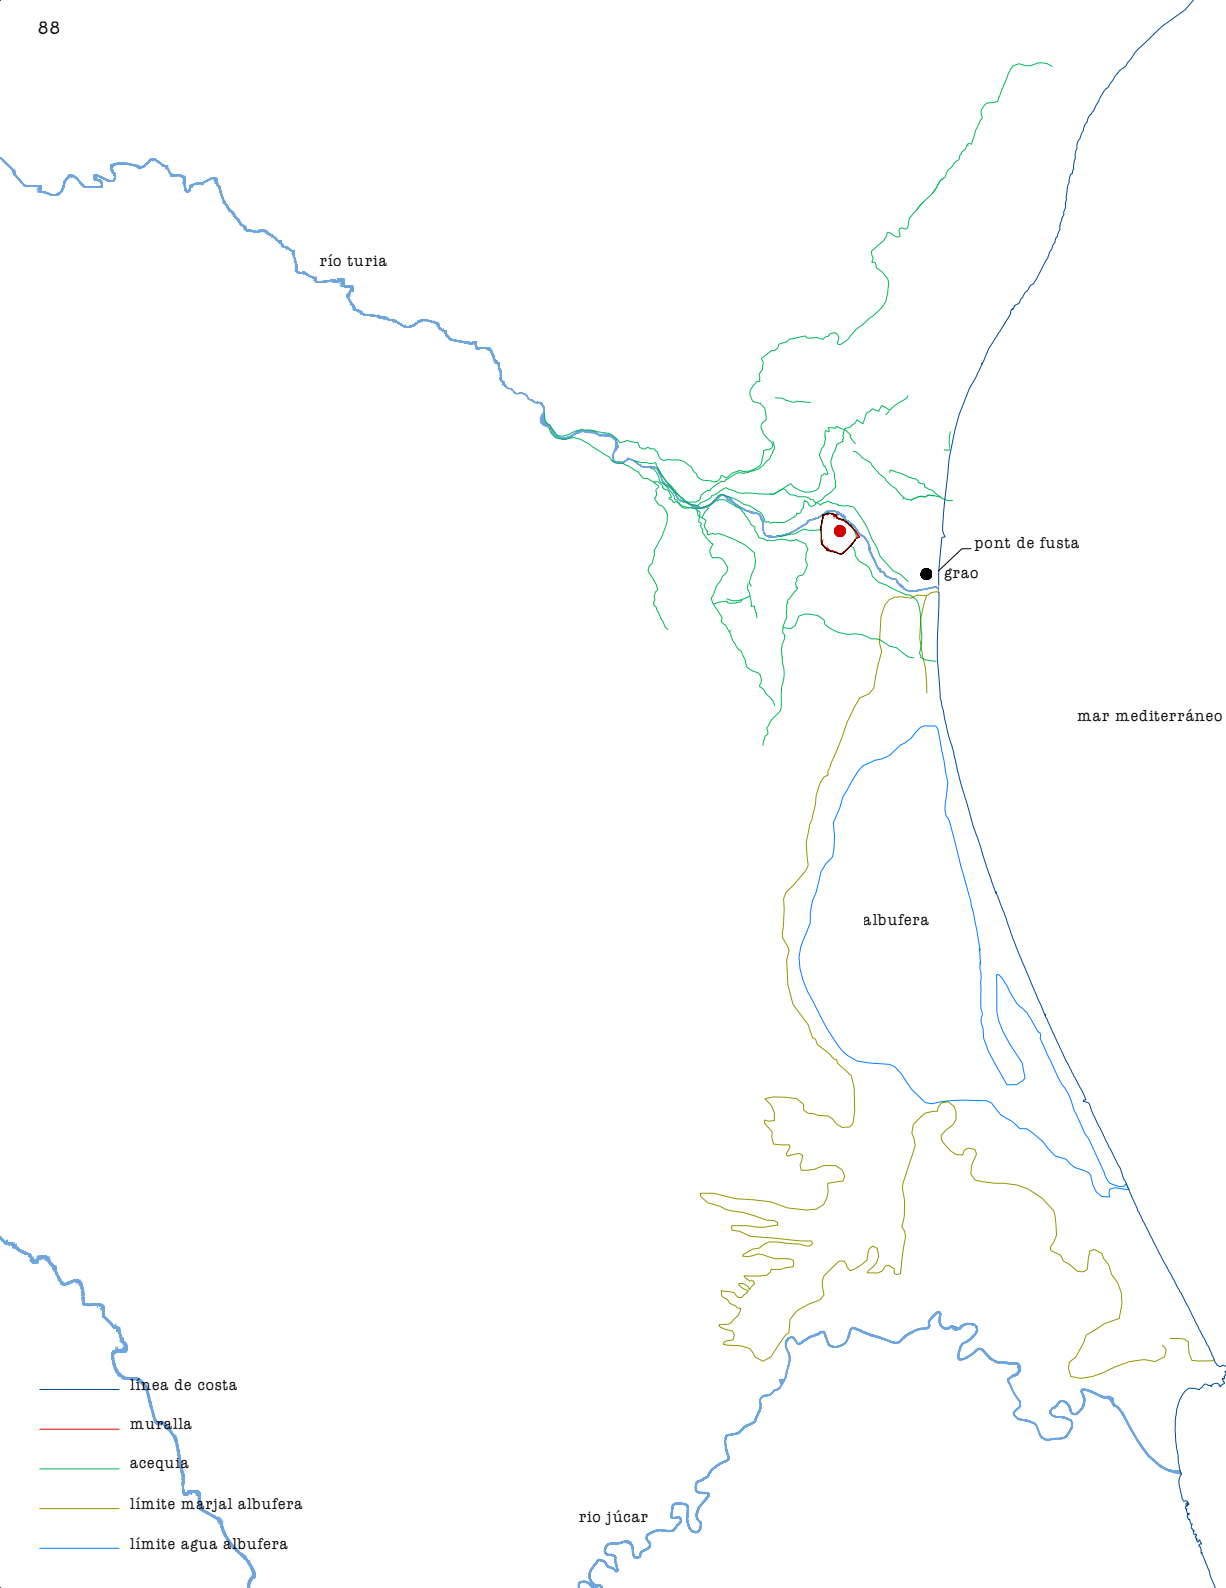 88
río turia
pont de fusta
grao
mar mediterráneo
albufera
línea de costa
muralla
acequia
límite marjal albufera
límite agua albufera
rio júcar